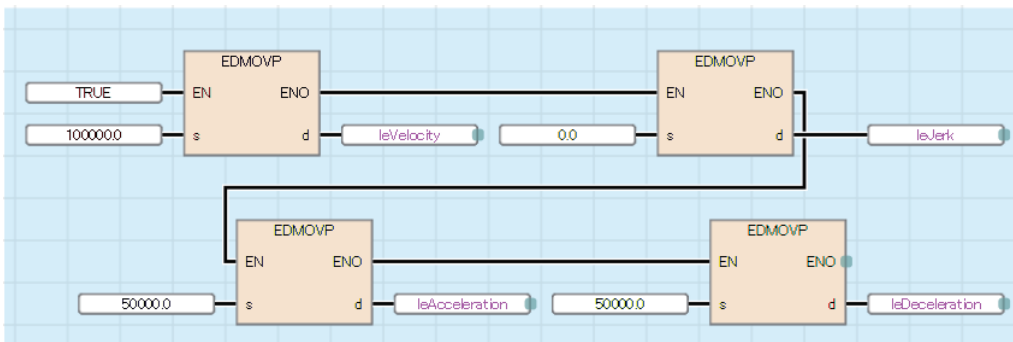 EDMOVP EDMOVP
TRUE EN ENO EN ENO
100000.0 s d leVelocity 0.0 s d leJerk
EDMOVP EDMOVP
EN ENO EN ENO
50000.0 s d leAcceleration 50000.0 s d leDeceleration